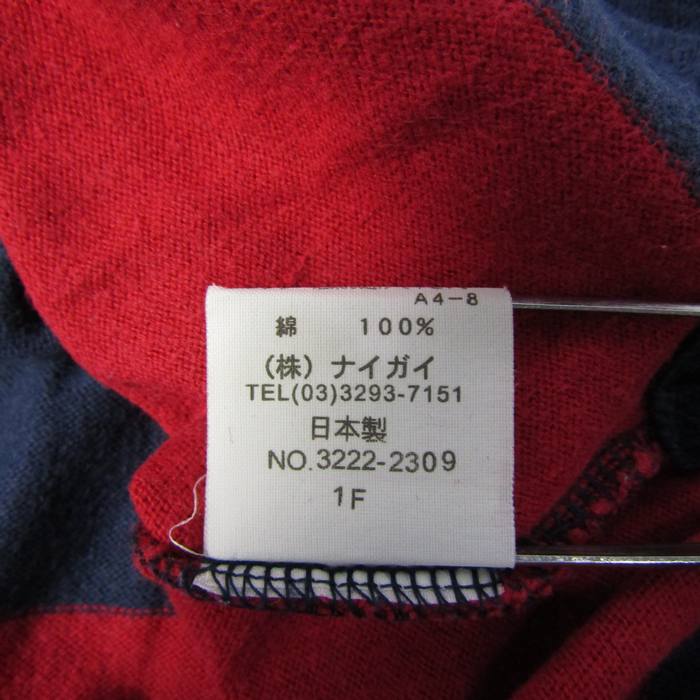 A4-8
綿 100%
(株) ナイガイ
TEL(03)3293-7151
日本製
NO.3222-2309
1F